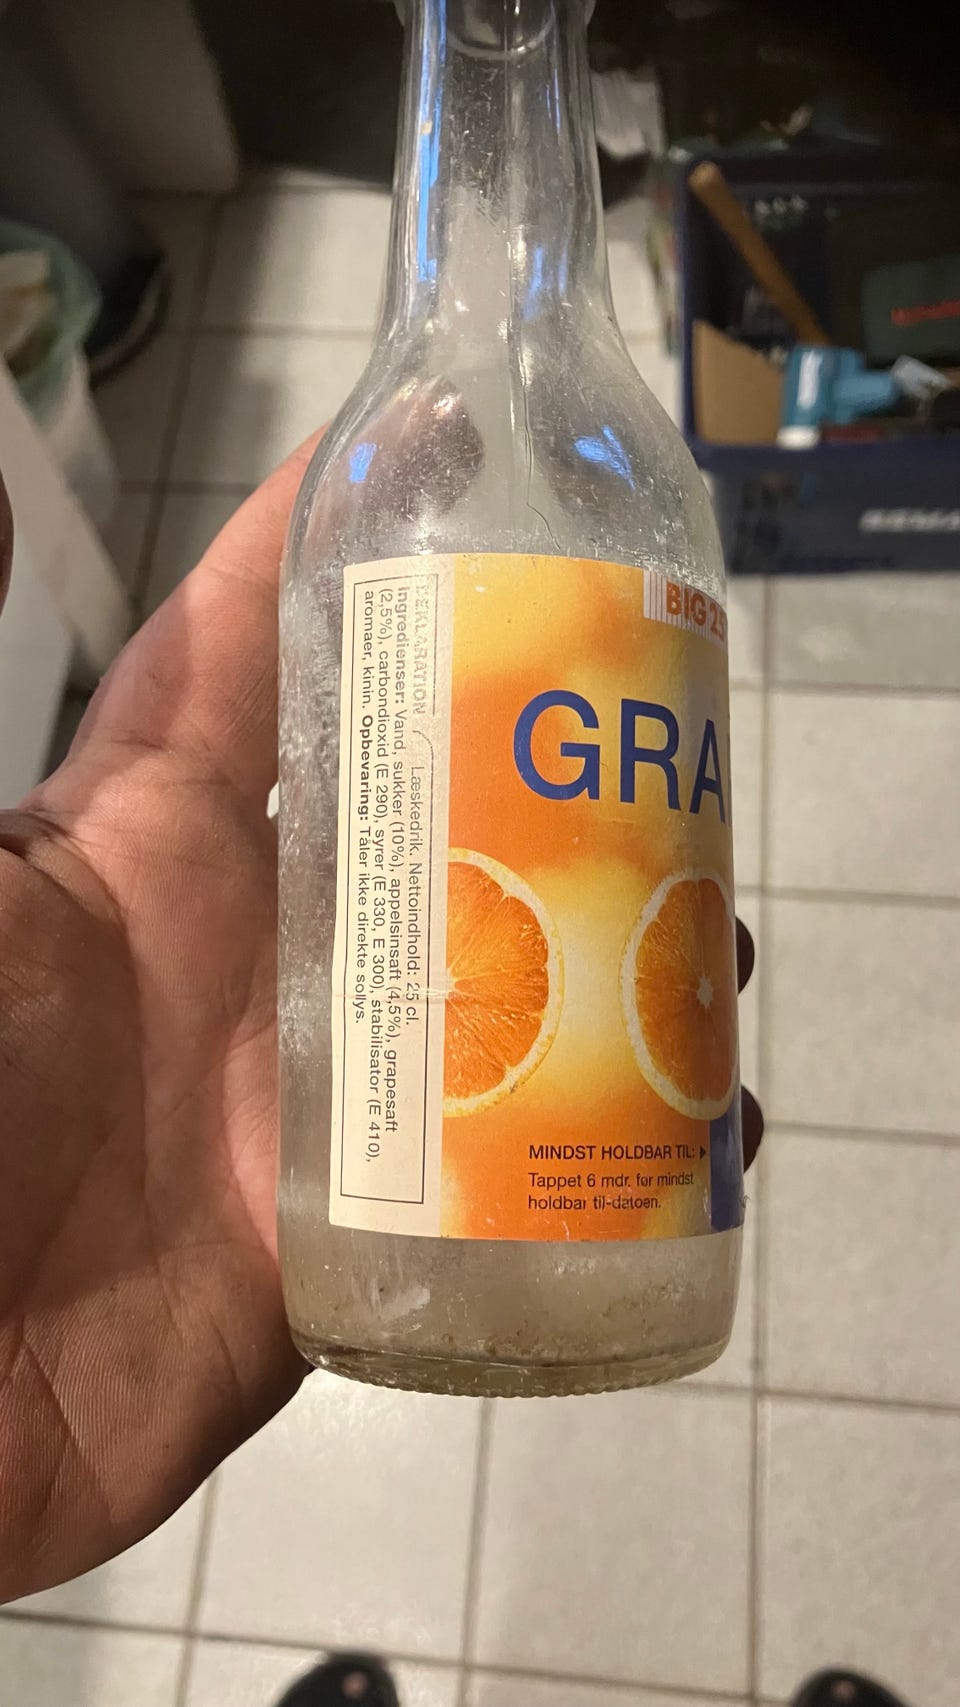 DEKLARATION
Læskedrik. Nettoindhold: 25 cl.
Ingredienser: Vand, sukker (10%), appelsinsaft (4,5%), grapesaft
(2,5%), carbondioxid (E 290), syrer (E 330, E 300), stabilisator (E 410),
aromaer, kinin. Opbevaring: Tåler ikke direkte sollys.
BIG 25
GRA
MINDST HOLDBAR TIL:
Tappet 6 mdr. før mindst
holdbar til-datoen.